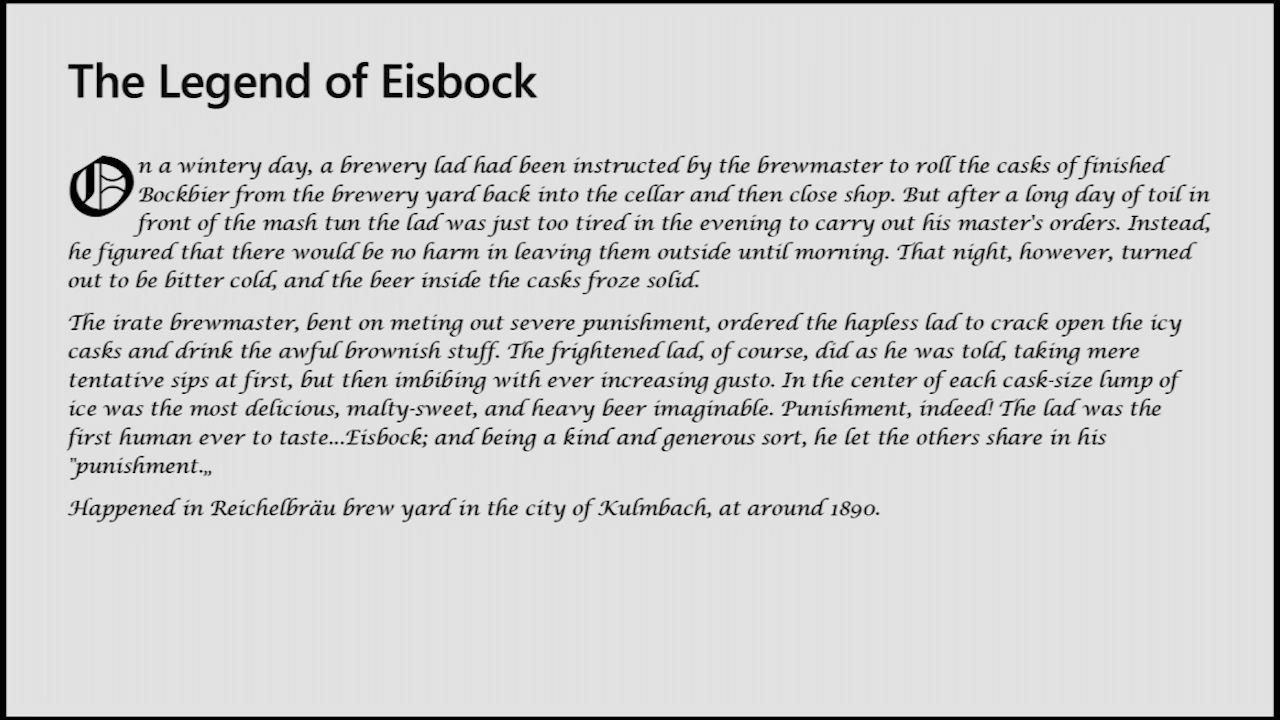 The Legend of Eisbock
On a wintery day, a brewery lad had been instructed by the brewmaster to roll the casks of finished
Bockbier from the brewery yard back into the cellar and then close shop. But after a long day of toil in
front of the mash tun the lad was just too tired in the evening to carry out his master's orders. Instead,
he figured that there would be no harm in leaving them outside until morning. That night, however, turned
out to be bitter cold, and the beer inside the casks froze solid.
The irate brewmaster, bent on meting out severe punishment, ordered the hapless lad to crack open the icy
casks and drink the awful brownish stuff. The frightened lad, of course, did as he was told, taking mere
tentative sips at first, but then imbibing with ever increasing gusto. In the center of each cask-size lump of
ice was the most delicious, malty-sweet, and heavy beer imaginable. Punishment, indeed! The lad was the
first human ever to taste...Eisbock; and being a kind and generous sort, he let the others share in his
"punishment.„
Happened in Reichelbräu brew yard in the city of Kulmbach, at around 1890.